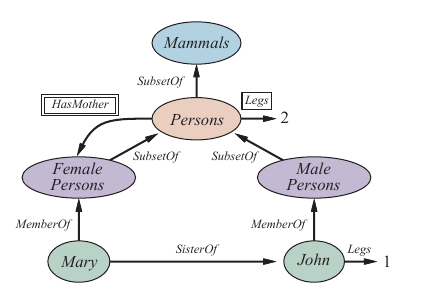 Mammals
SubsetOf
HasMother
Legs
Persons
2
Female
Persons
SubsetOf
SubsetOf
Male
Persons
MemberOf
MemberOf
Mary
SisterOf
John
Legs
1